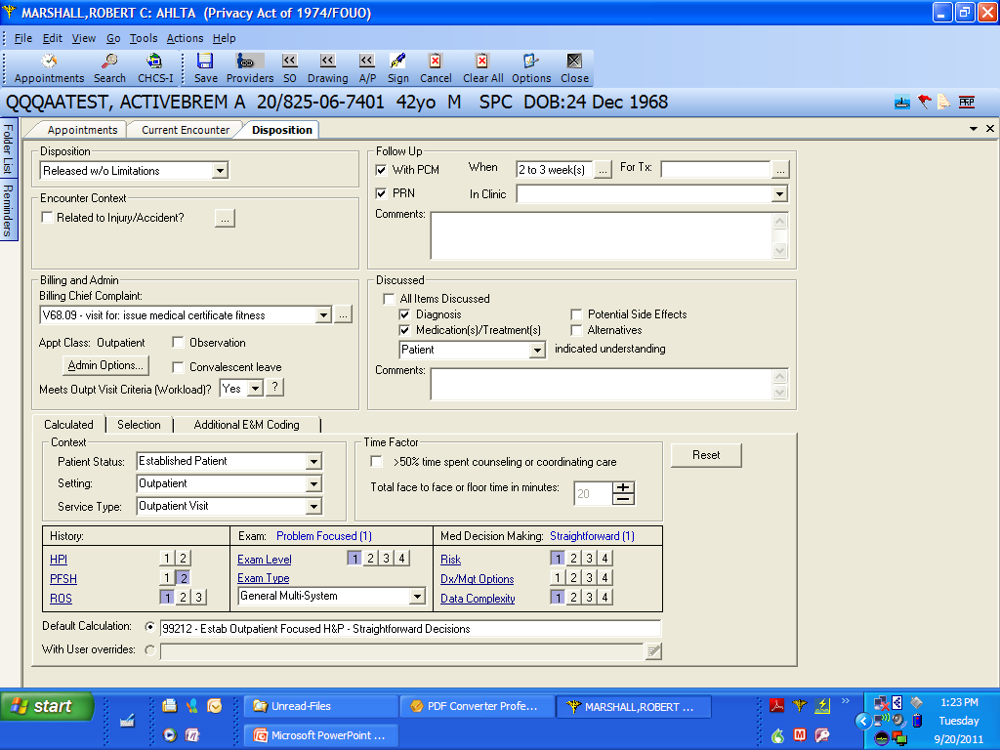 MARSHALL,ROBERT C: AHLTA (Privacy Act of 1974/FOUO)
File Edit View Go Tools Actions Help
Appointments Search CHCS-I Save Providers SO Drawing A/P Sign Cancel Clear All Options Close
QQQAATEST, ACTIVEBREM A 20/825-06-7401 42yo M SPC DOB:24 Dec 1968
Folder List
Reminders
Appointments Current Encounter Disposition
Disposition
Released w/o Limitations
Encounter Context
Related to Injury/Accident? ...
Follow Up
With PCM When 2 to 3 week(s) ... For Tx: ...
PRN In Clinic
Comments:
Billing and Admin
Billing Chief Complaint:
V68.09 - visit for: issue medical certificate fitness ...
Appt Class: Outpatient Observation
Admin Options... Convalescent leave
Meets Outpt Visit Criteria (Workload)? Yes ?
Discussed
All Items Discussed
Diagnosis Potential Side Effects
Medication(s)/Treatment(s) Alternatives
Patient indicated understanding
Comments:
Calculated Selection Additional E&M Coding
Context
Patient Status: Established Patient
Setting: Outpatient
Service Type: Outpatient Visit
Time Factor
>50% time spent counseling or coordinating care
Total face to face or floor time in minutes: 20
Reset
History: Exam: Problem Focused (1) Med Decision Making: Straightforward (1)
HPI 1 2 Exam Level 1 2 3 4 Risk 1 2 3 4
PFSH 1 2 Exam Type Dx/Mgt Options 1 2 3 4
ROS 1 2 3 General Multi-System Data Complexity 1 2 3 4
Default Calculation: 99212 - Estab Outpatient Focused H&P - Straightforward Decisions
With User overrides:
start Unread-Files PDF Converter Profe... MARSHALL,ROBERT ... 1:23 PM
Microsoft PowerPoint ... Tuesday
9/20/2011